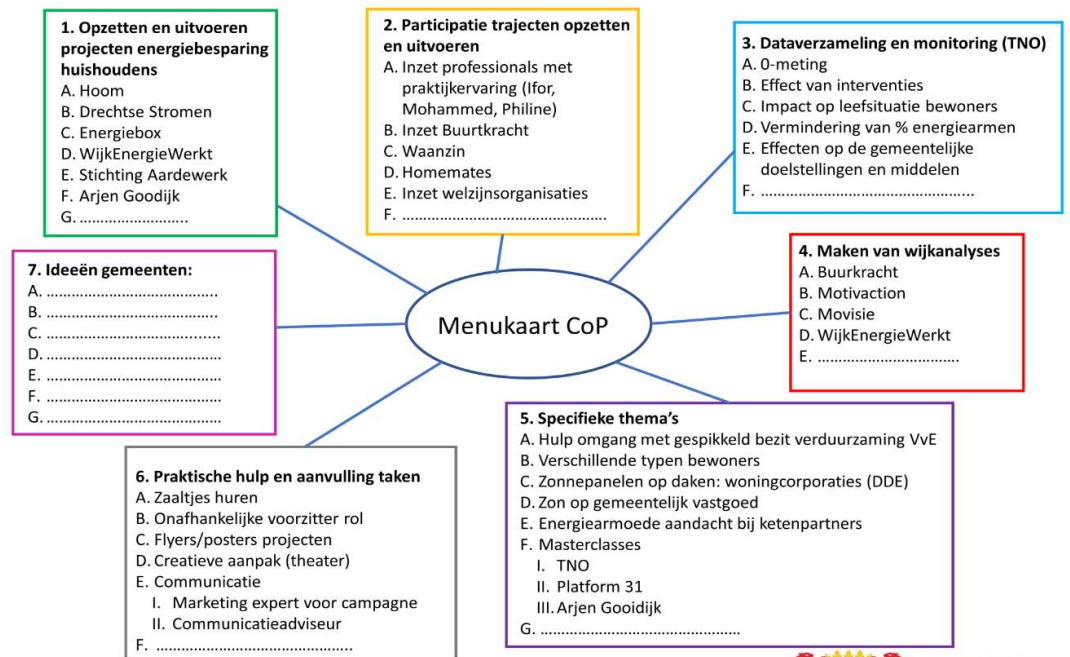 1. Opzetten en uitvoeren
projecten energiebesparing
huishoudens
A. Hoom
B. Drechtse Stromen
C. Energiebox
D. WijkEnergieWerkt
E. Stichting Aardewerk
F. Arjen Goodijk
G. ..........................
2. Participatie trajecten opzetten
en uitvoeren
A. Inzet professionals met
praktijkervaring (Ifor,
Mohammed, Philine)
B. Inzet Buurtkracht
C. Waanzin
D. Homemates
E. Inzet welzijnsorganisaties
F. .................................................
3. Dataverzameling en monitoring (TNO)
A. 0-meting
B. Effect van interventies
C. Impact op leefsituatie bewoners
D. Vermindering van % energiearmen
E. Effecten op de gemeentelijke
doelstellingen en middelen
F. ...................................................
7. Ideeën gemeenten:
A. .........................................
B. .........................................
C. .........................................
D. .........................................
E. .........................................
F. .........................................
G. .........................................
Menukaart CoP
4. Maken van wijkanalyses
A. Buurkracht
B. Motivaction
C. Movisie
D. WijkEnergieWerkt
E. ..................................
5. Specifieke thema's
A. Hulp omgang met gespikkeld bezit verduurzaming VvE
B. Verschillende typen bewoners
C. Zonnepanelen op daken: woningcorporaties (DDE)
D. Zon op gemeentelijk vastgoed
E. Energiearmoede aandacht bij ketenpartners
F. Masterclasses
I. TNO
II. Platform 31
III. Arjen Gooidijk
G. ................................................
6. Praktische hulp en aanvulling taken
A. Zaaltjes huren
B. Onafhankelijke voorzitter rol
C. Flyers/posters projecten
D. Creatieve aanpak (theater)
E. Communicatie
I. Marketing expert voor campagne
II. Communicatieadviseur
F. ...............................................